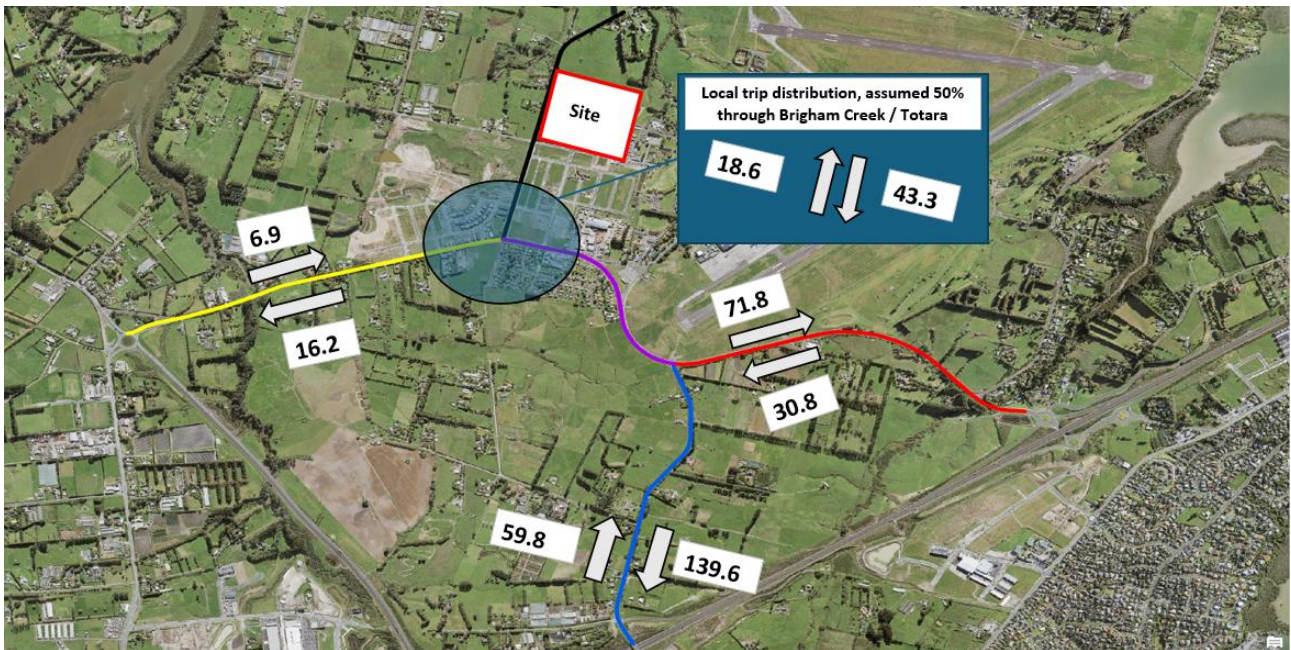 Site
Local trip distribution, assumed 50%
through Brigham Creek / Totara
18.6
43.3
6.9
16.2
71.8
30.8
59.8
139.6